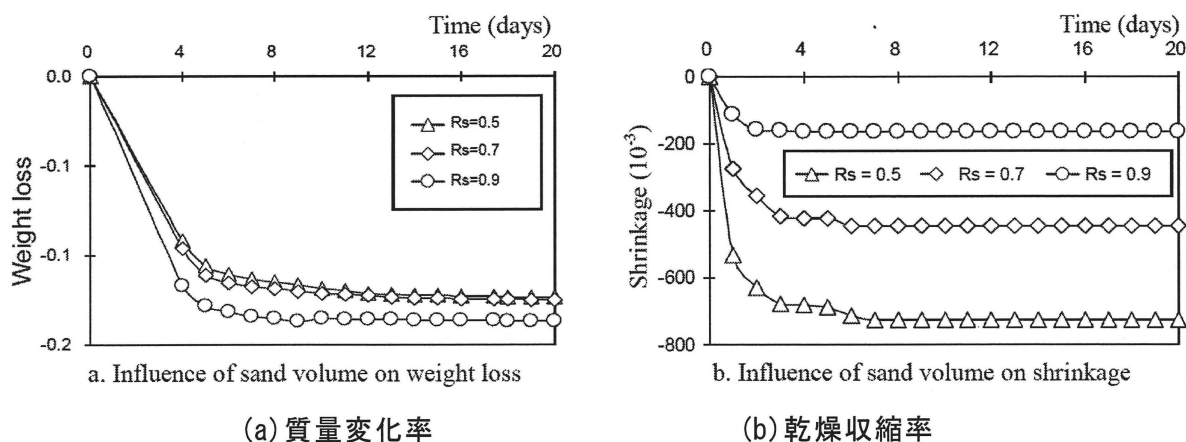 Time (days)
0 4 8 12 16 20
0.0
-0.1
-0.1
-0.2
Weight loss
Rs=0.5
Rs=0.7
Rs=0.9
a. Influence of sand volume on weight loss
(a)質量変化率
Time (days)
0 4 8 12 16 20
0
-200
-400
-600
-800
Shrinkage (10⁻³)
Rs = 0.5 Rs = 0.7 Rs = 0.9
b. Influence of sand volume on shrinkage
(b)乾燥収縮率